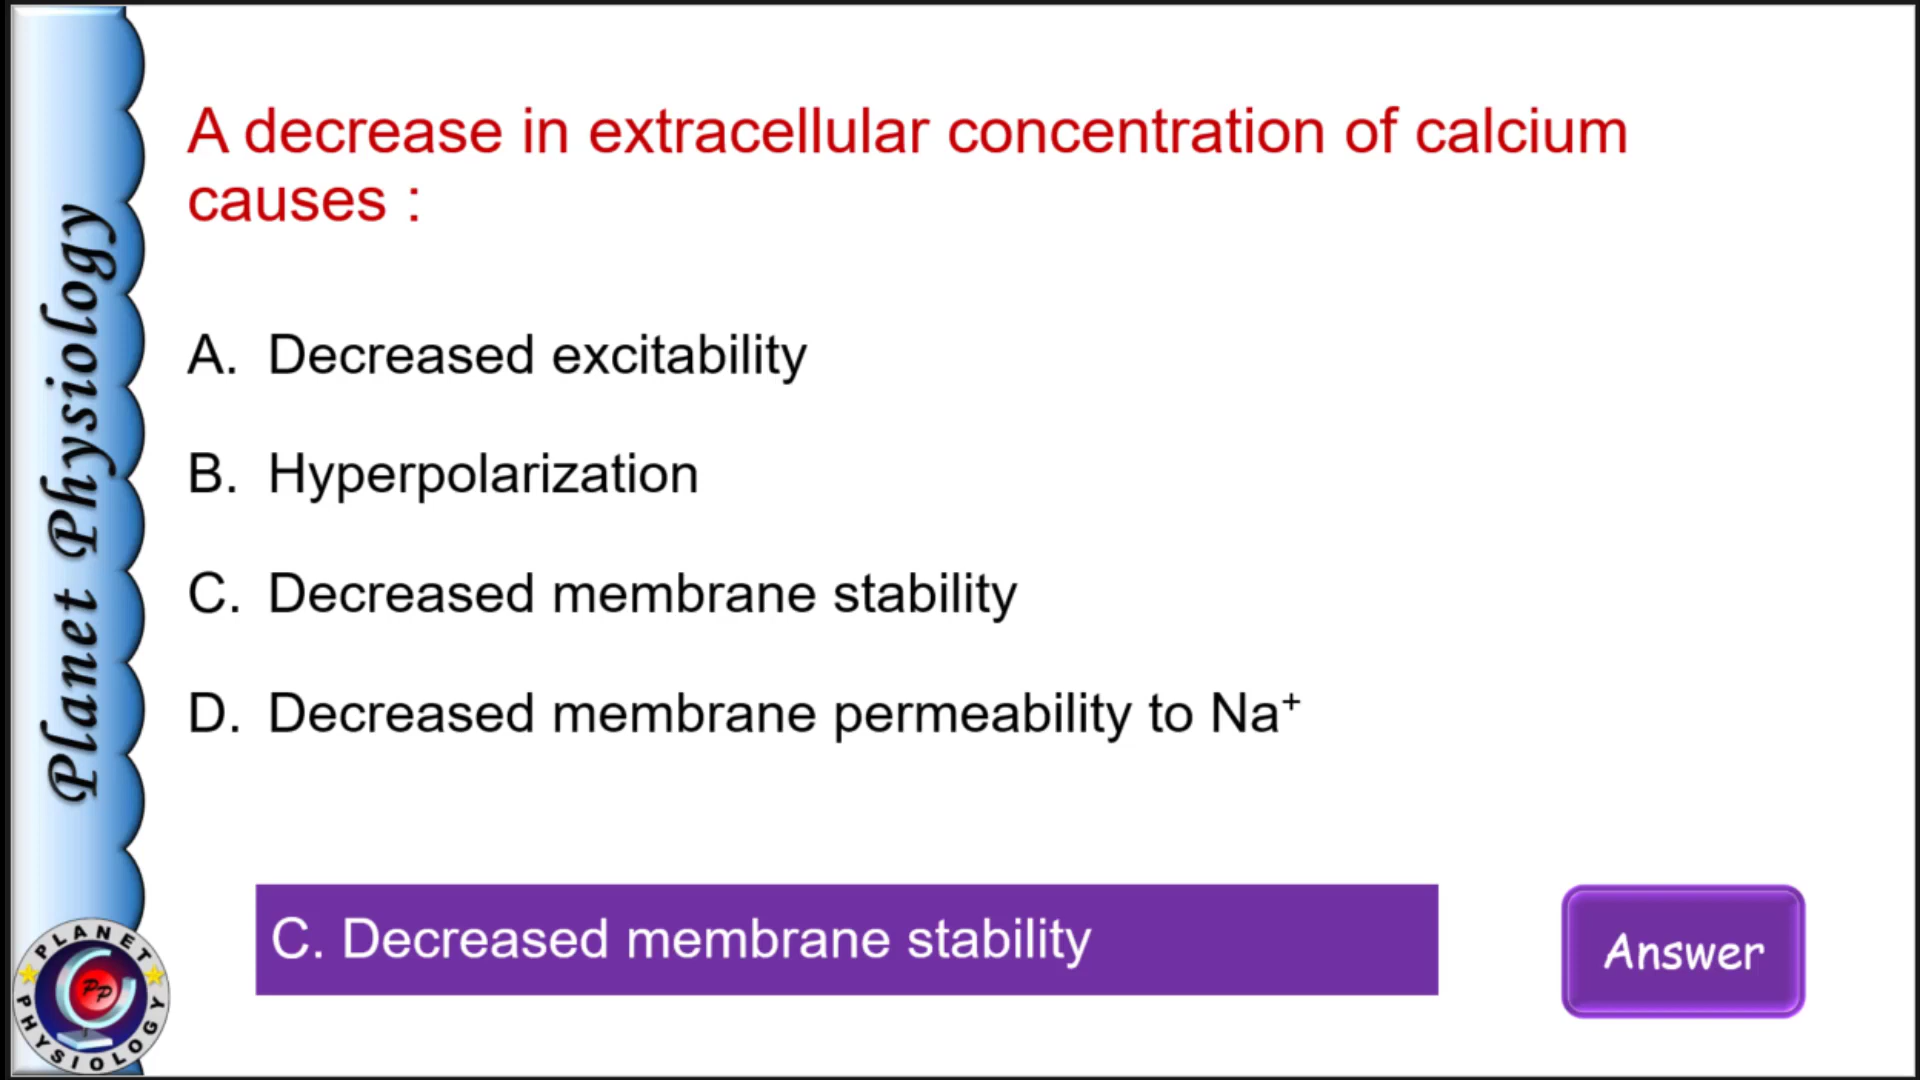 Planet Physiology
A decrease in extracellular concentration of calcium
causes :
A. Decreased excitability
B. Hyperpolarization
C. Decreased membrane stability
D. Decreased membrane permeability to Na⁺
C. Decreased membrane stability
Answer
PLANET
PP
PHYSIOLOGY